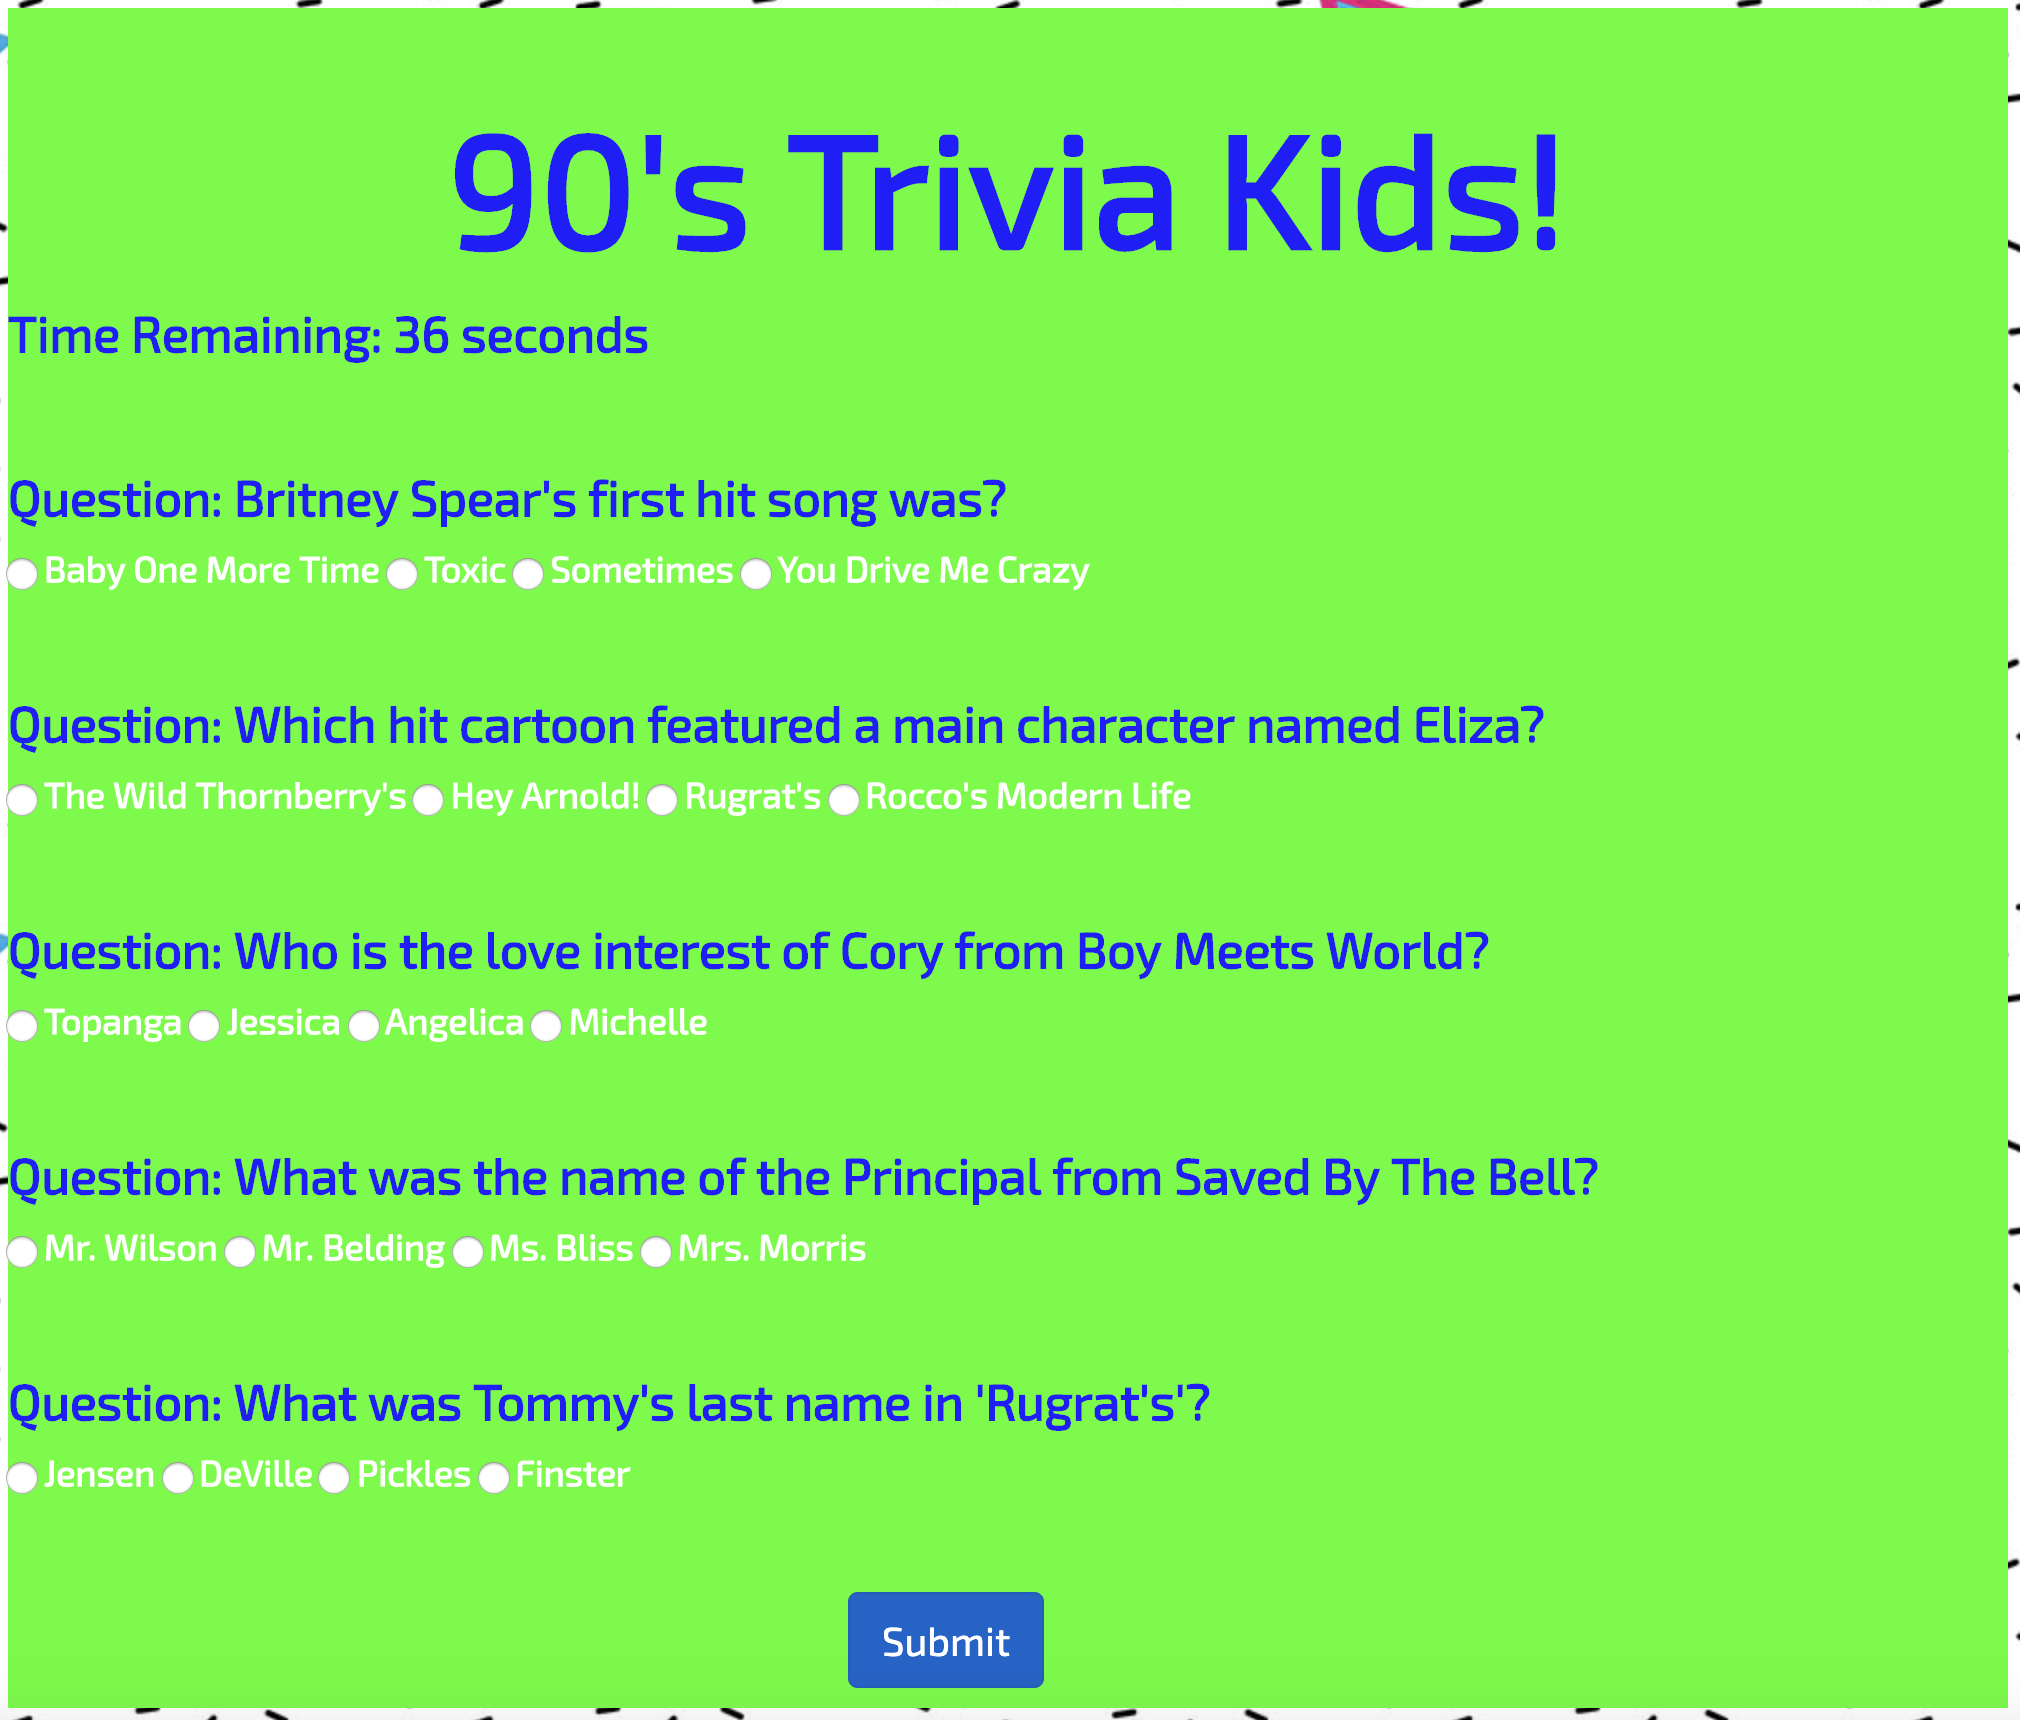 90's Trivia Kids!
Time Remaining: 36 seconds
Question: Britney Spear's first hit song was?
Baby One More Time Toxic Sometimes You Drive Me Crazy
Question: Which hit cartoon featured a main character named Eliza?
The Wild Thornberry's Hey Arnold! Rugrat's Rocco's Modern Life
Question: Who is the love interest of Cory from Boy Meets World?
Topanga Jessica Angelica Michelle
Question: What was the name of the Principal from Saved By The Bell?
Mr. Wilson Mr. Belding Ms. Bliss Mrs. Morris
Question: What was Tommy's last name in 'Rugrat's'?
Jensen DeVille Pickles Finster
Submit